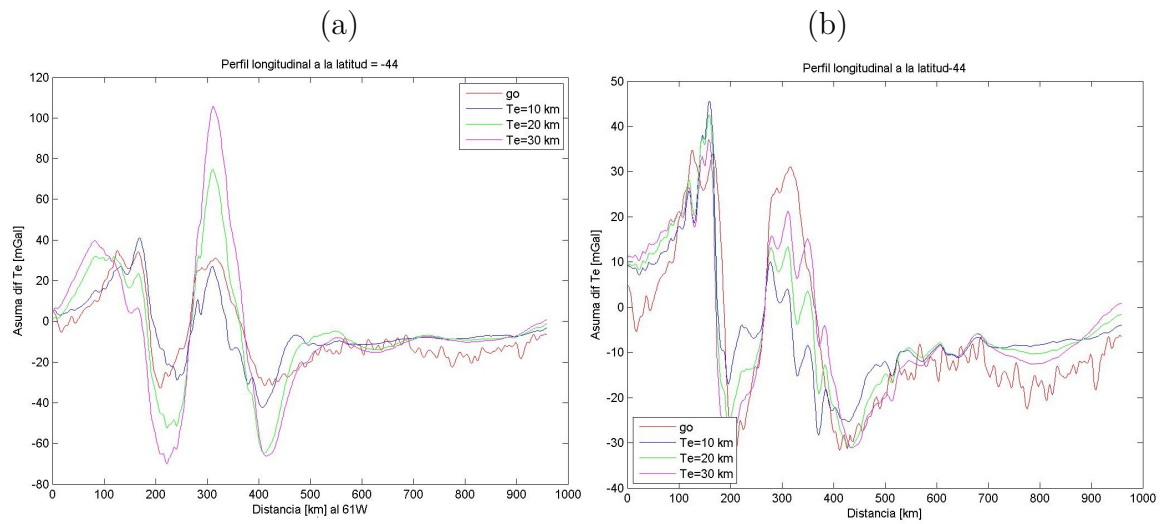 (a)
Perfil longitudinal a la latitud = -44
120
100
80
60
40
20
0
-20
-40
-60
-80
Asuma dif Te [mGal]
go
Te=10 km
Te=20 km
Te=30 km
0 100 200 300 400 500 600 700 800 900 1000
Distancia [km] al 61W
(b)
Perfil longitudinal a la latitud-44
50
40
30
20
10
0
-10
-20
-30
-40
Asuma dif Te [mGal]
go
Te=10 km
Te=20 km
Te=30 km
0 100 200 300 400 500 600 700 800 900 1000
Distancia [km]